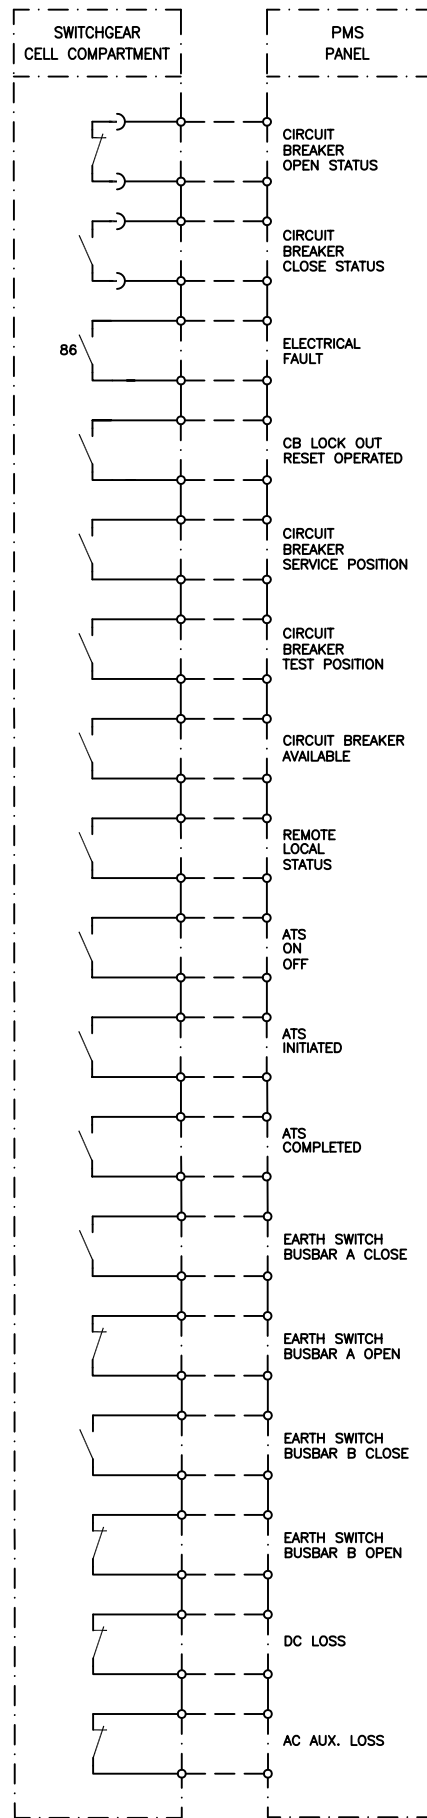 SWITCHGEAR
CELL COMPARTMENT
PMS
PANEL
CIRCUIT
BREAKER
OPEN STATUS
CIRCUIT
BREAKER
CLOSE STATUS
86
ELECTRICAL
FAULT
CB LOCK OUT
RESET OPERATED
CIRCUIT
BREAKER
SERVICE POSITION
CIRCUIT
BREAKER
TEST POSITION
CIRCUIT BREAKER
AVAILABLE
REMOTE
LOCAL
STATUS
ATS
ON
OFF
ATS
INITIATED
ATS
COMPLETED
EARTH SWITCH
BUSBAR A CLOSE
EARTH SWITCH
BUSBAR A OPEN
EARTH SWITCH
BUSBAR B CLOSE
EARTH SWITCH
BUSBAR B OPEN
DC LOSS
AC AUX. LOSS